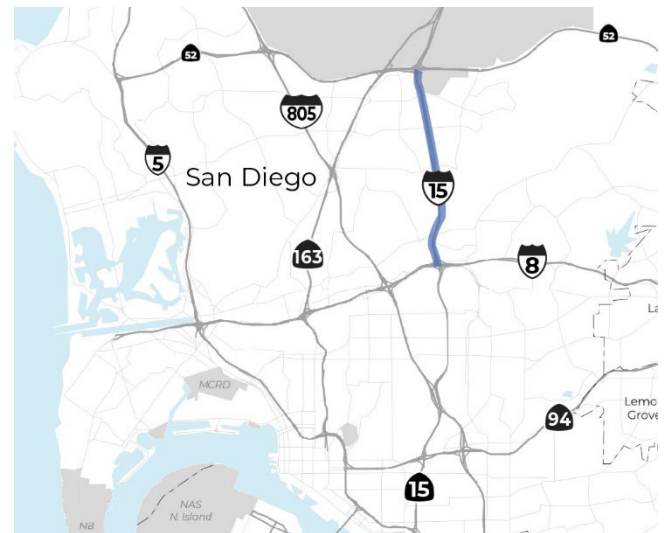 52
52
805
5
San Diego
15
163
8
La
MCRD
Lemo
Grove
94
15
NAS
N. Island
NB